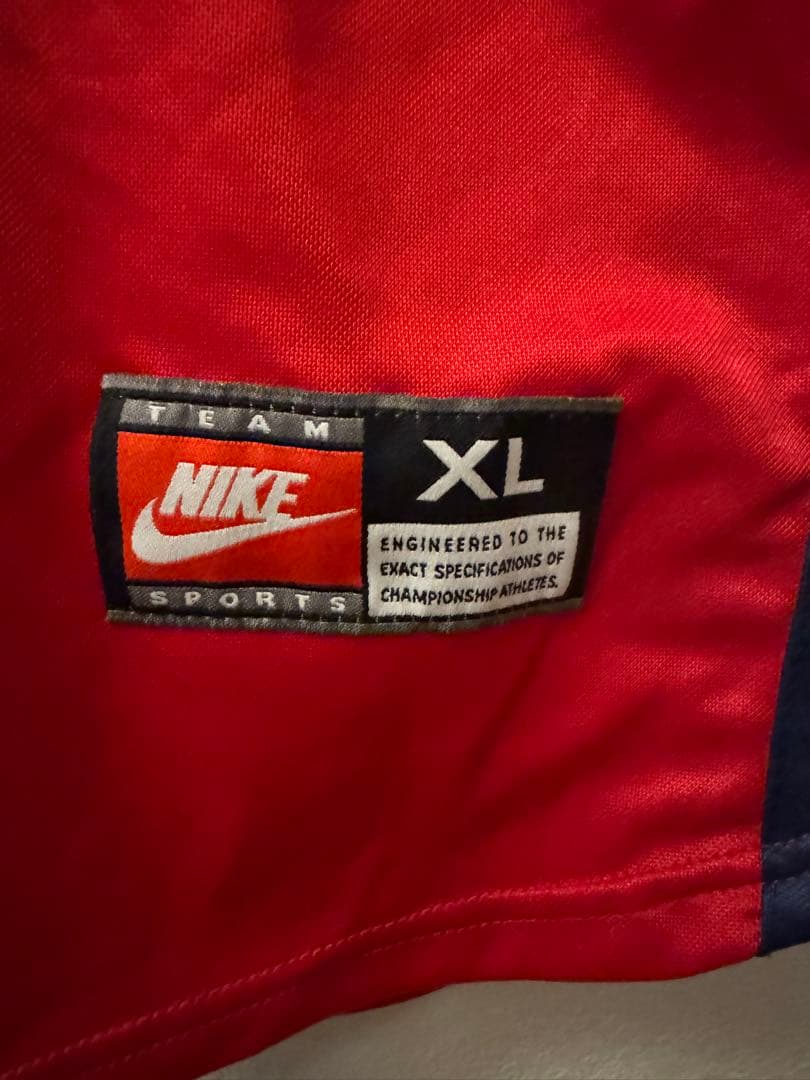 TEAM
NIKE
SPORTS
XL
ENGINEERED TO THE
EXACT SPECIFICATIONS OF
CHAMPIONSHIP ATHLETES.